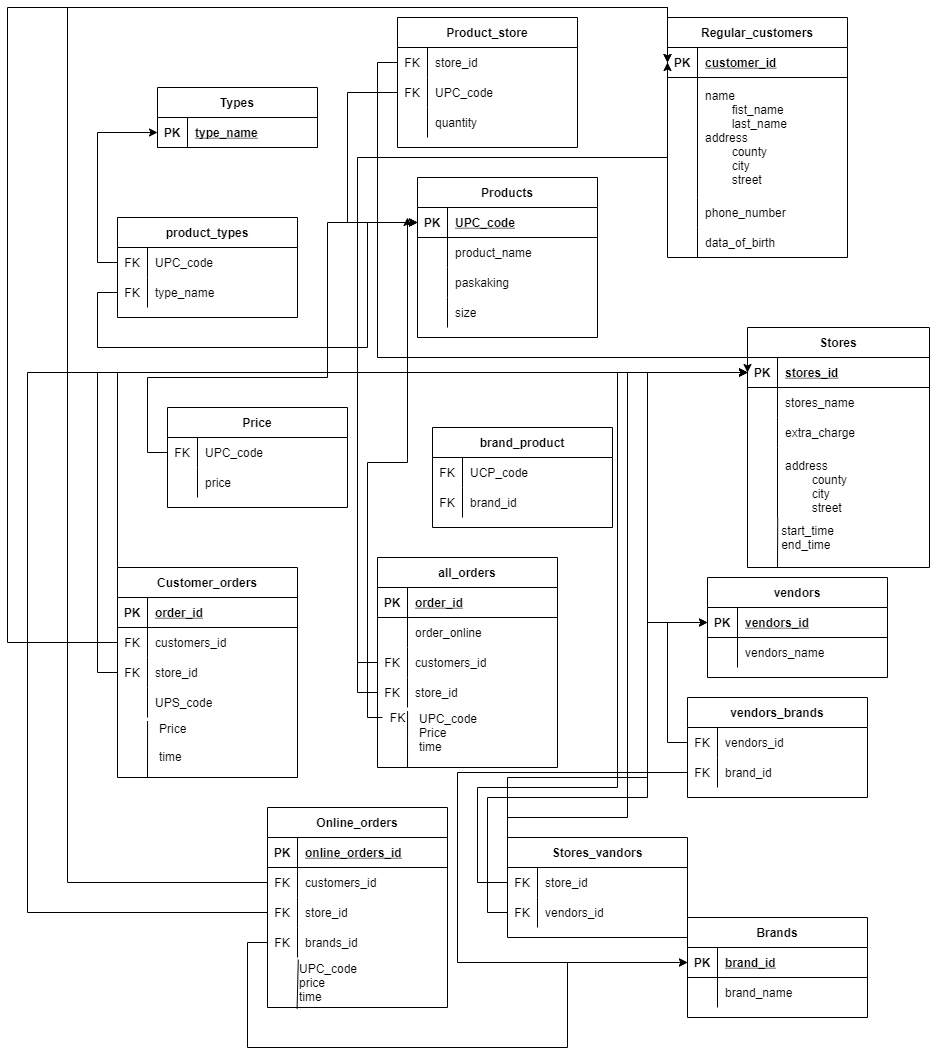 Product_store
FK store_id
FK UPC_code
quantity
Regular_customers
PK customer_id
name
fist_name
last_name
address
county
city
street
phone_number
data_of_birth
Types
PK type_name
Products
PK UPC_code
product_name
paskaking
size
product_types
FK UPC_code
FK type_name
Stores
PK stores_id
stores_name
extra_charge
address
county
city
street
start_time
end_time
Price
FK UPC_code
price
brand_product
FK UCP_code
FK brand_id
Customer_orders
PK order_id
FK customers_id
FK store_id
UPS_code
Price
time
all_orders
PK order_id
order_online
FK customers_id
FK store_id
FK UPC_code
Price
time
vendors
PK vendors_id
vendors_name
vendors_brands
FK vendors_id
FK brand_id
Online_orders
PK online_orders_id
FK customers_id
FK store_id
FK brands_id
UPC_code
price
time
Stores_vandors
FK store_id
FK vendors_id
Brands
PK brand_id
brand_name